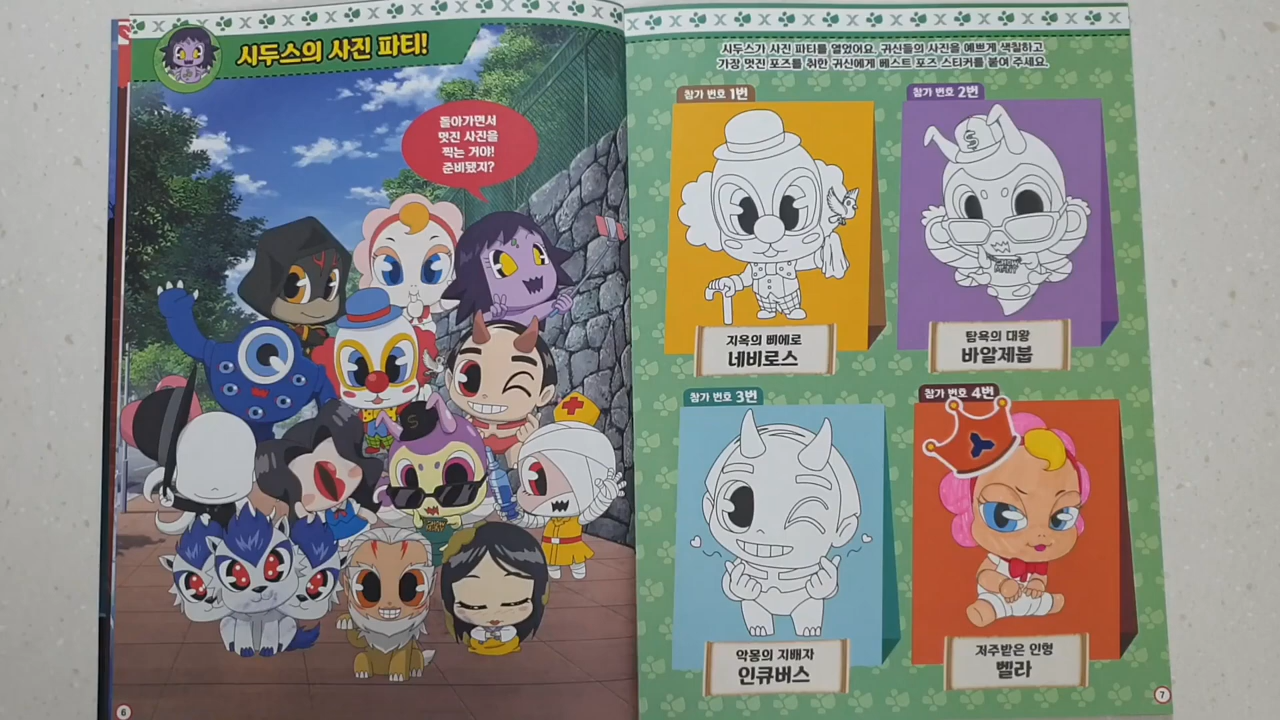 시두스의 사진 파티!
돌아가면서
멋진 사진을
찍는 거야!
준비됐지?
SHOW
MANY
6
시두스가 사진 파티를 열었어요. 귀신들의 사진을 예쁘게 색칠하고
가장 멋진 포즈를 취한 귀신에게 베스트 포즈 스티커를 붙여 주세요.
참가 번호 1번
지옥의 삐에로
네비로스
참가 번호 2번
S
탐욕의 대왕
바알제붑
참가 번호 3번
악몽의 지배자
인큐버스
참가 번호 4번
저주받은 인형
벨라
7